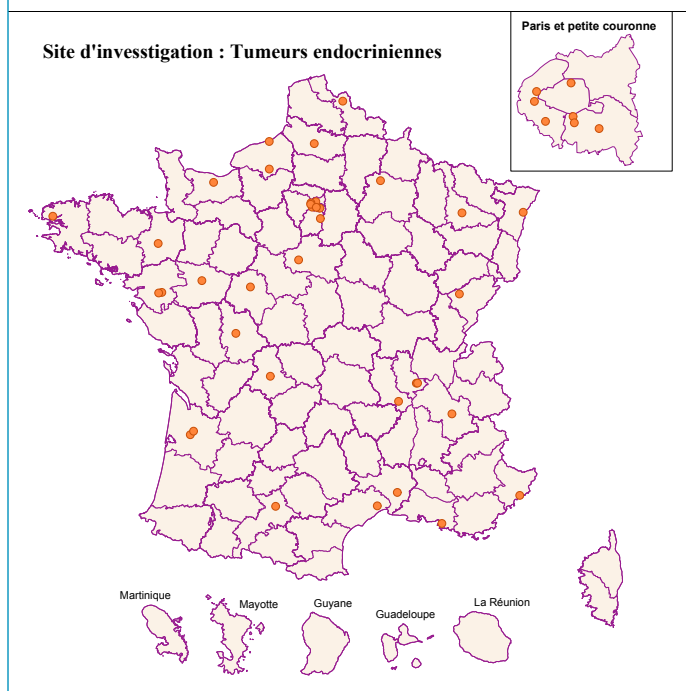 Paris et petite couronne
Site d'invesstigation : Tumeurs endocriniennes
Martinique
Mayotte
Guyane
Guadeloupe
La Réunion